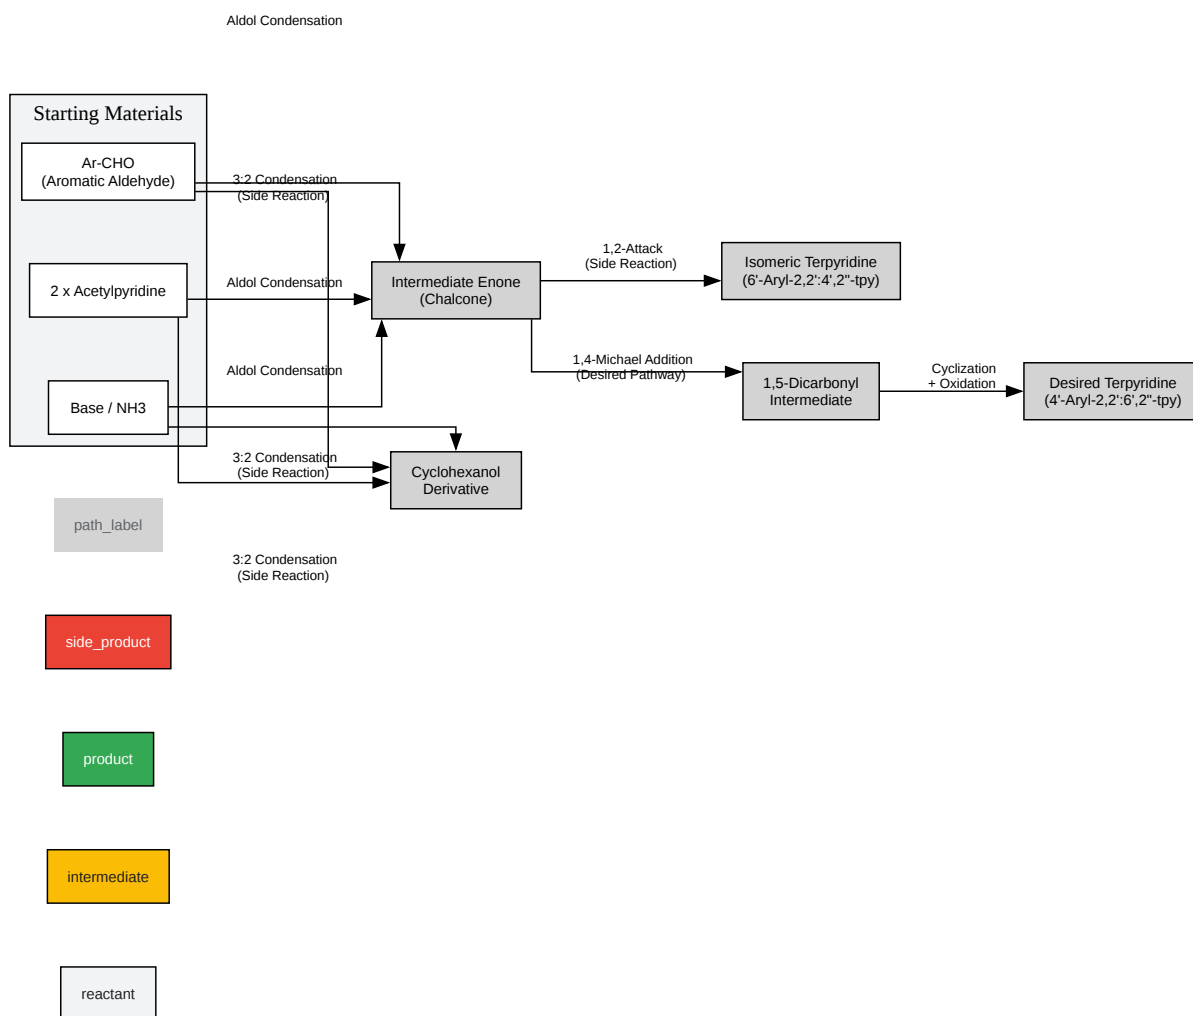 Aldol Condensation
Starting Materials
Ar-CHO
(Aromatic Aldehyde)
3:2 Condensation
(Side Reaction)
2 x Acetylpyridine
Aldol Condensation
Intermediate Enone
(Chalcone)
1,2-Attack
(Side Reaction)
Isomeric Terpyridine
(6'-Aryl-2,2':4',2"-tpy)
Aldol Condensation
1,4-Michael Addition
(Desired Pathway)
1,5-Dicarbonyl
Intermediate
Cyclization
+ Oxidation
Desired Terpyridine
(4'-Aryl-2,2':6',2"-tpy)
Base / NH3
3:2 Condensation
(Side Reaction)
Cyclohexanol
Derivative
path_label
3:2 Condensation
(Side Reaction)
side_product
product
intermediate
reactant